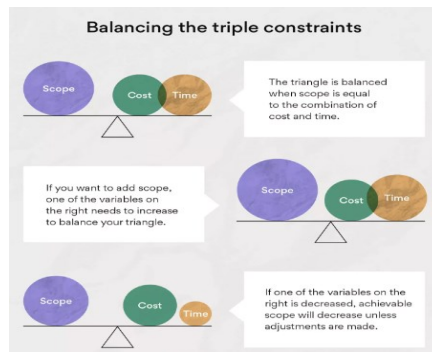 Balancing the triple constraints
Scope
Cost
Time
The triangle is balanced
when scope is equal
to the combination of
cost and time.
If you want to add scope,
one of the variables on
the right needs to increase
to balance your triangle.
Scope
Cost
Time
Scope
Cost
Time
If one of the variables on the
right is decreased, achievable
scope will decrease unless
adjustments are made.